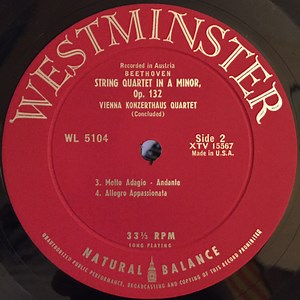 WESTMINSTER
Recorded in Austria
BEETHOVEN
STRING QUARTET IN A MINOR,
Op. 132
VIENNA KONZERTHAUS QUARTET
(Concluded)
WL 5104
Side 2
XTV 15567
Made in U.S.A.
3. Molto Adagio - Andante
4. Allegro Appassionata
33⅓ RPM
LONG PLAYING
NATURAL BALANCE
UNAUTHORIZED PUBLIC PERFORMANCE, BROADCASTING AND COPYING OF THIS RECORD PROHIBITED